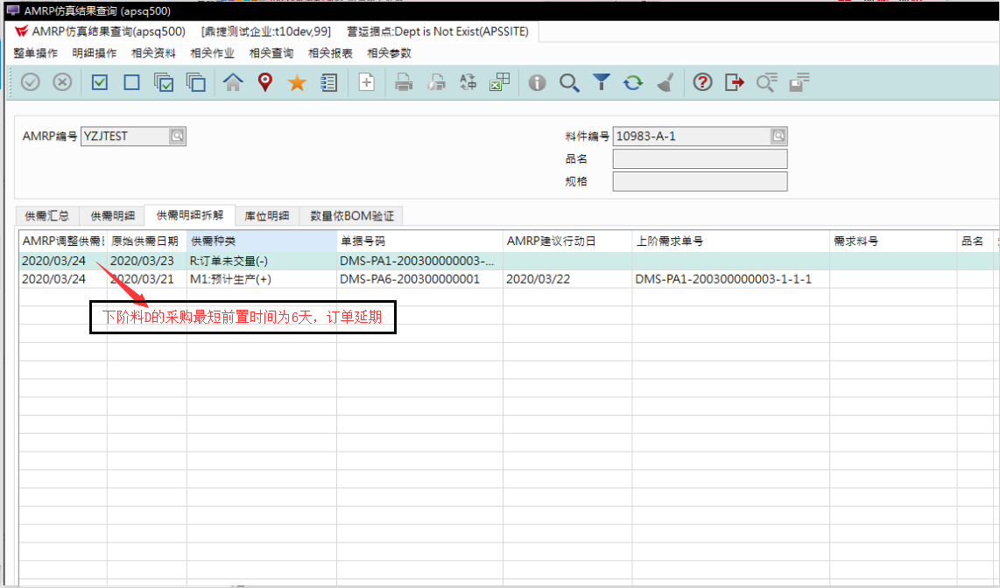 AMRP仿真结果查询 (apsq500)
AMRP仿真结果查询(apsq500) [鼎捷测试企业:t10dev,99] 营运据点:Dept is Not Exist(APSSITE)
整单操作 明细操作 相关资料 相关作业 相关查询 相关报表 相关参数
AMRP编号 YZJTEST 料件编号 10983-A-1
品名
规格
供需汇总 供需明细 供需明细拆解 库位明细 数量依BOM验证
AMRP调整供需 原始供需日期 供需种类 单据号码 AMRP建议行动日 上阶需求单号 需求料号 品名
2020/03/24 2020/03/23 R:订单未交量(-) DMS-PA1-200300000003-...
2020/03/24 2020/03/21 M1:预计生产(+) DMS-PA6-200300000001 2020/03/22 DMS-PA1-200300000003-1-1-1
下阶料D的采购最短前置时间为6天，订单延期